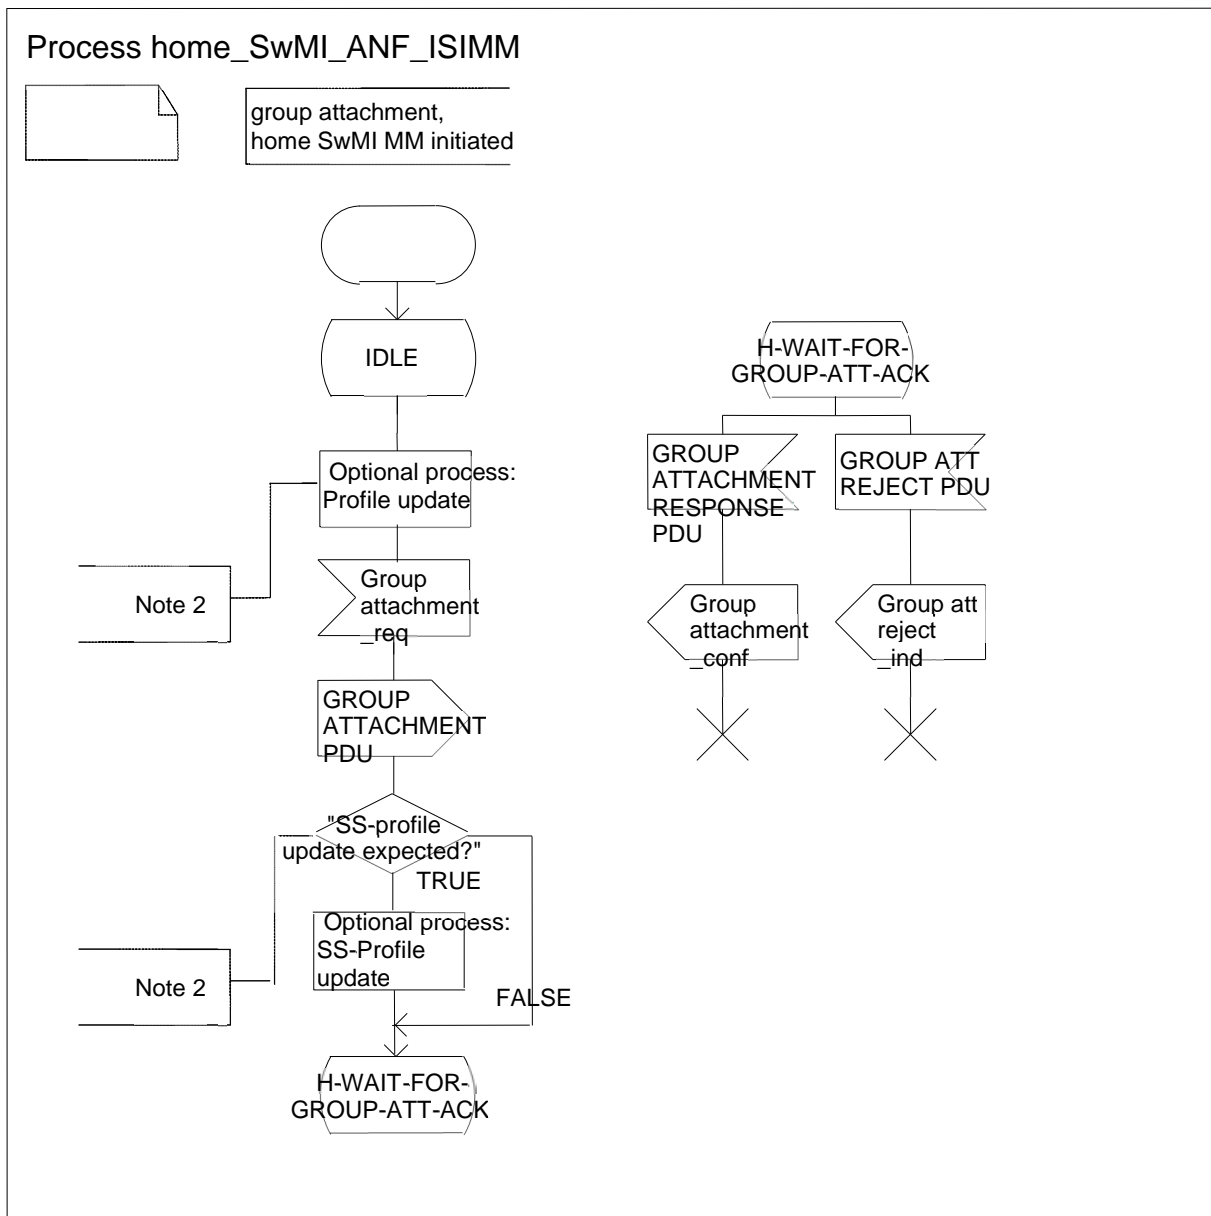 Process home_SwMI_ANF_ISIMM
group attachment,
home SwMI MM initiated
IDLE
Optional process:
Profile update
Note 2
Group
attachment
_req
GROUP
ATTACHMENT
PDU
"SS-profile
update expected?"
TRUE
Optional process:
SS-Profile
update
Note 2
FALSE
H-WAIT-FOR-
GROUP-ATT-ACK
H-WAIT-FOR-
GROUP-ATT-ACK
GROUP
ATTACHMENT
RESPONSE
PDU
GROUP ATT
REJECT PDU
Group
attachment
_conf
Group att
reject
_ind